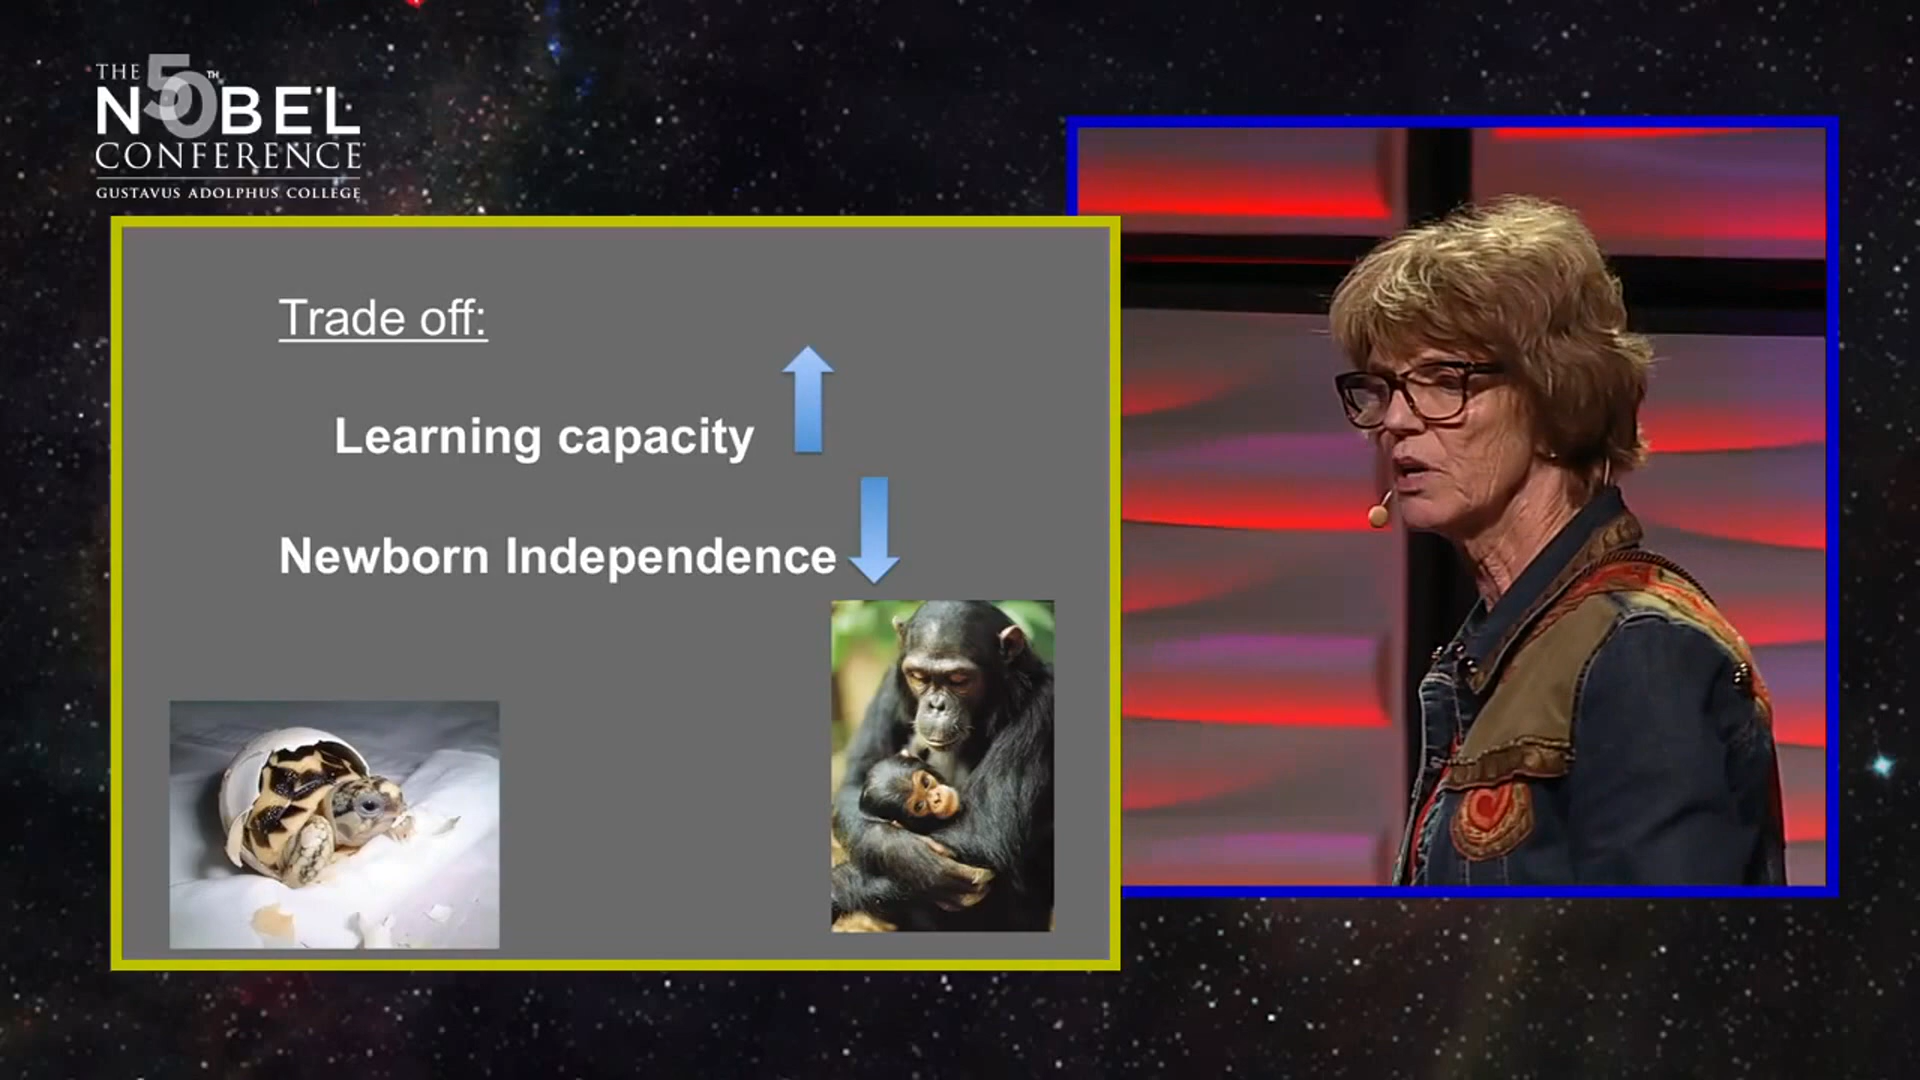 THE 50TH
NOBEL
CONFERENCE
GUSTAVUS ADOLPHUS COLLEGE
Trade off:
Learning capacity
Newborn Independence